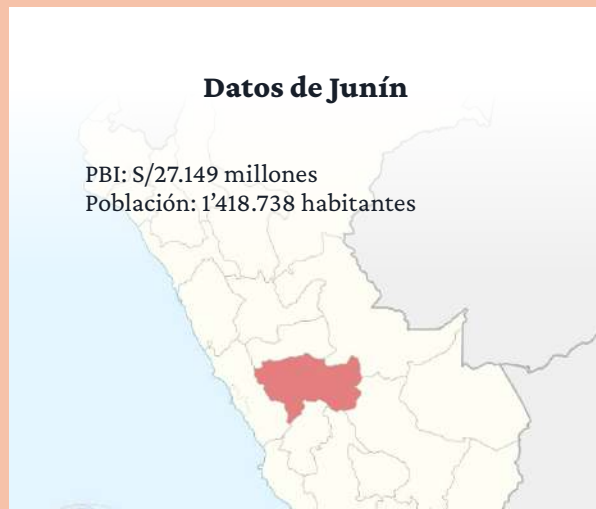 Datos de Junín
PBI: S/27.149 millones
Población: 1’418.738 habitantes